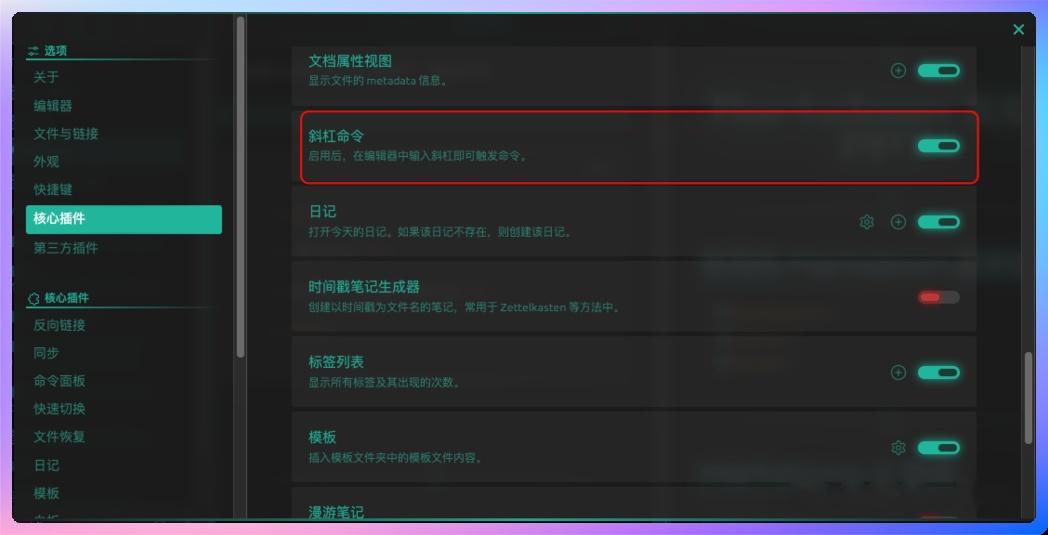 选项
关于
编辑器
文件与链接
外观
快捷键
核心插件
第三方插件
核心插件
反向链接
同步
命令面板
快速切换
文件恢复
日记
模板
文档属性视图
显示文件的 metadata 信息。
斜杠命令
启用后，在编辑器中输入斜杠即可触发命令。
日记
打开今天的日记。如果该日记不存在，则创建该日记。
时间戳笔记生成器
创建以时间戳为文件名的笔记，常用于 Zettelkasten 等方法中。
标签列表
显示所有标签及其出现的次数。
模板
插入模板文件夹中的模板文件内容。
漫游笔记